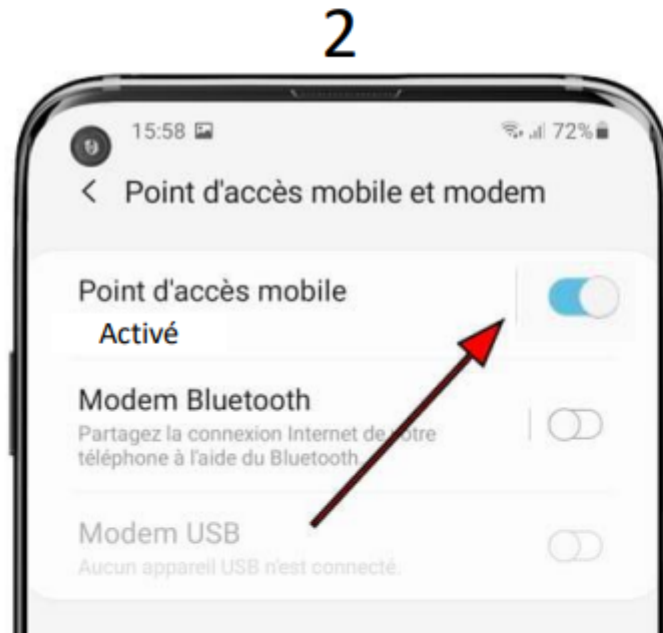 2
15:58 72%
Point d'accès mobile et modem
Point d'accès mobile
Activé
Modem Bluetooth
Partagez la connexion Internet de votre
téléphone à l'aide du Bluetooth.
Modem USB
Aucun appareil USB n'est connecté.